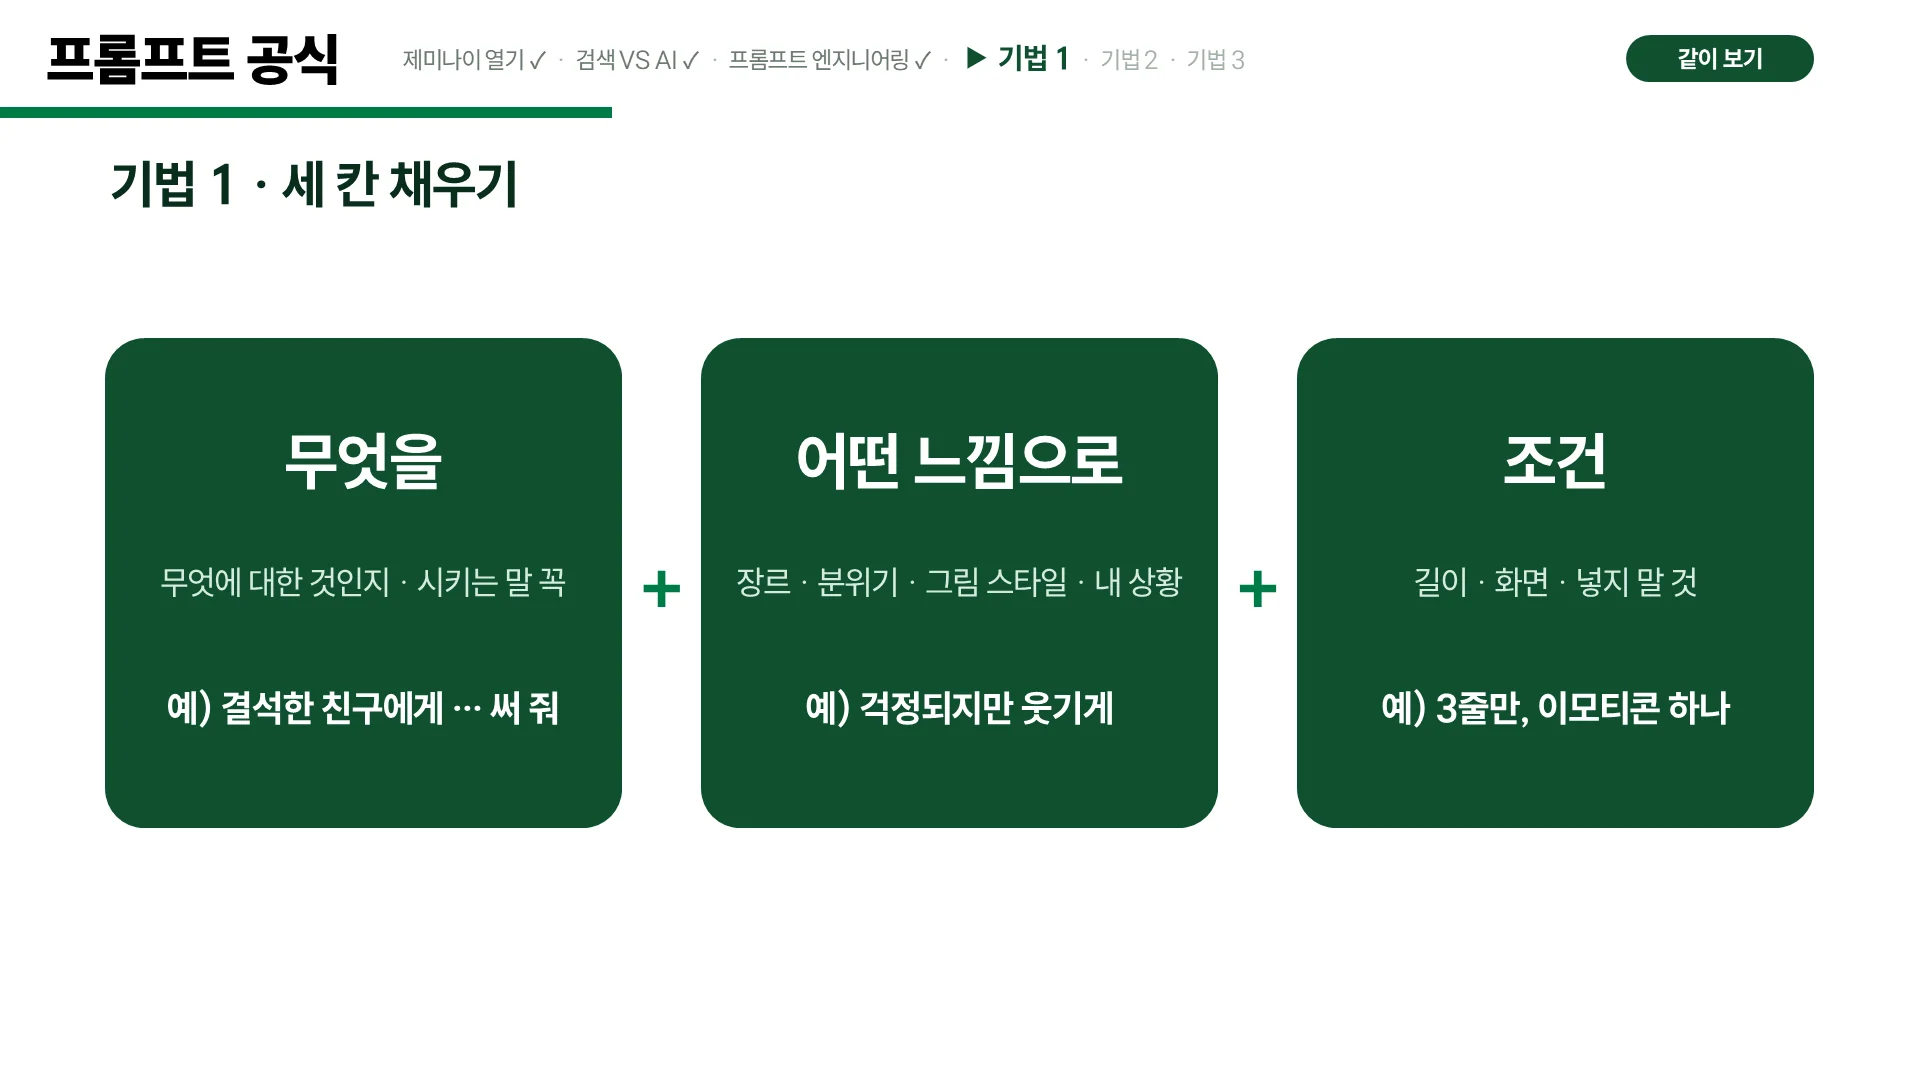 프롬프트 공식
제미나이 열기 ✓ · 검색 VS AI ✓ · 프롬프트 엔지니어링 ✓ · ▶ 기법 1 · 기법 2 · 기법 3
같이 보기
기법 1 · 세 칸 채우기
무엇을
무엇에 대한 것인지 · 시키는 말 꼭
예) 결석한 친구에게 … 써 줘
+
어떤 느낌으로
장르 · 분위기 · 그림 스타일 · 내 상황
예) 걱정되지만 웃기게
+
조건
길이 · 화면 · 넣지 말 것
예) 3줄만, 이모티콘 하나